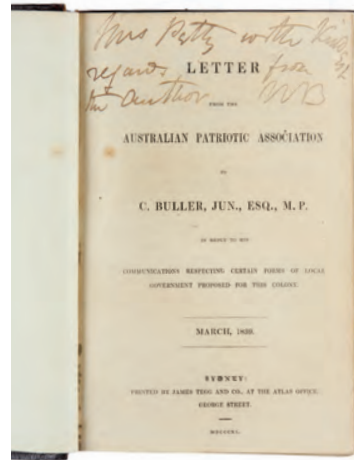 Mrs Petty with Kindest
regards from
the author WB
LETTER
FROM THE
AUSTRALIAN PATRIOTIC ASSOCIATION
TO
C. BULLER, JUN., ESQ., M.P.
IN REPLY TO HIS
COMMUNICATIONS RESPECTING CERTAIN FORMS OF LOCAL
GOVERNMENT PROPOSED FOR THIS COLONY.
MARCH, 1839.
SYDNEY:
PRINTED BY JAMES TEGG AND CO., AT THE ATLAS OFFICE,
GEORGE STREET.